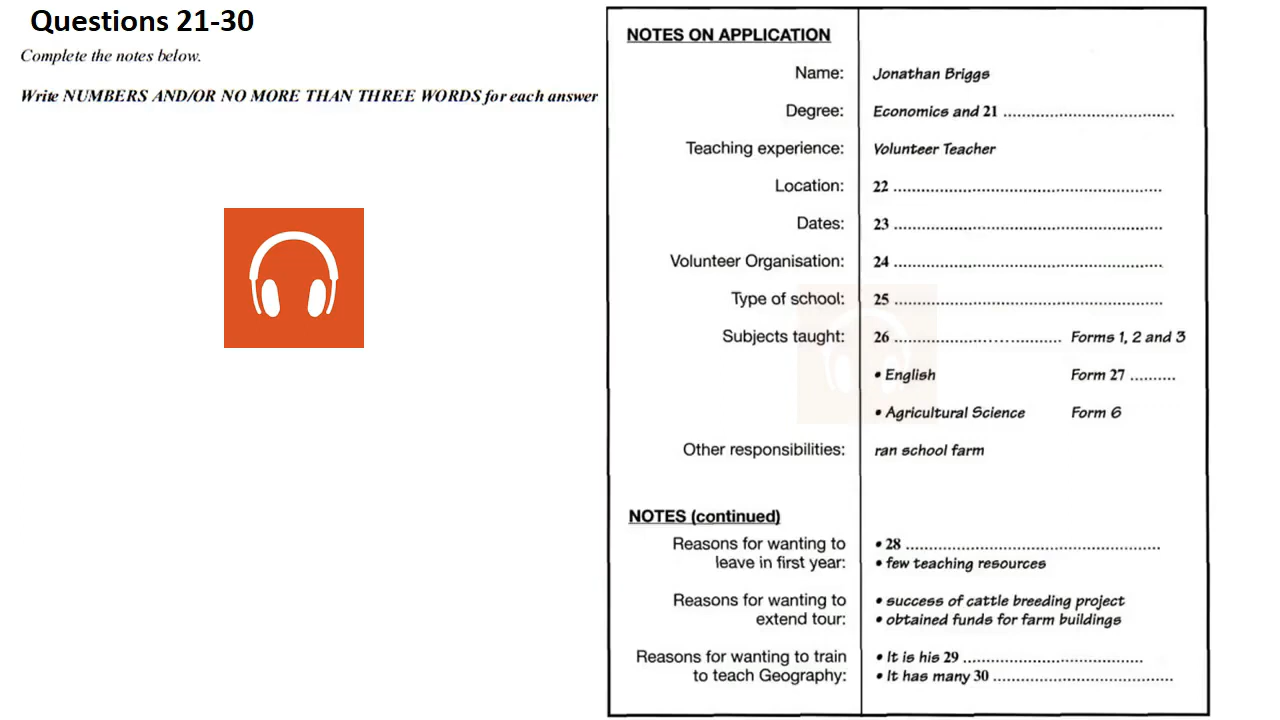 Questions 21-30
Complete the notes below.
Write NUMBERS AND/OR NO MORE THAN THREE WORDS for each answer
NOTES ON APPLICATION
Name: Jonathan Briggs
Degree: Economics and 21 ......................................
Teaching experience: Volunteer Teacher
Location: 22 ............................................................
Dates: 23 ............................................................
Volunteer Organisation: 24 ............................................................
Type of school: 25 ............................................................
Subjects taught: 26 ..................................... Forms 1, 2 and 3
• English Form 27 ..........
• Agricultural Science Form 6
Other responsibilities: ran school farm
NOTES (continued)
Reasons for wanting to • 28 .........................................................
leave in first year: • few teaching resources
Reasons for wanting to • success of cattle breeding project
extend tour: • obtained funds for farm buildings
Reasons for wanting to train • It is his 29 ........................................
to teach Geography: • It has many 30 ........................................